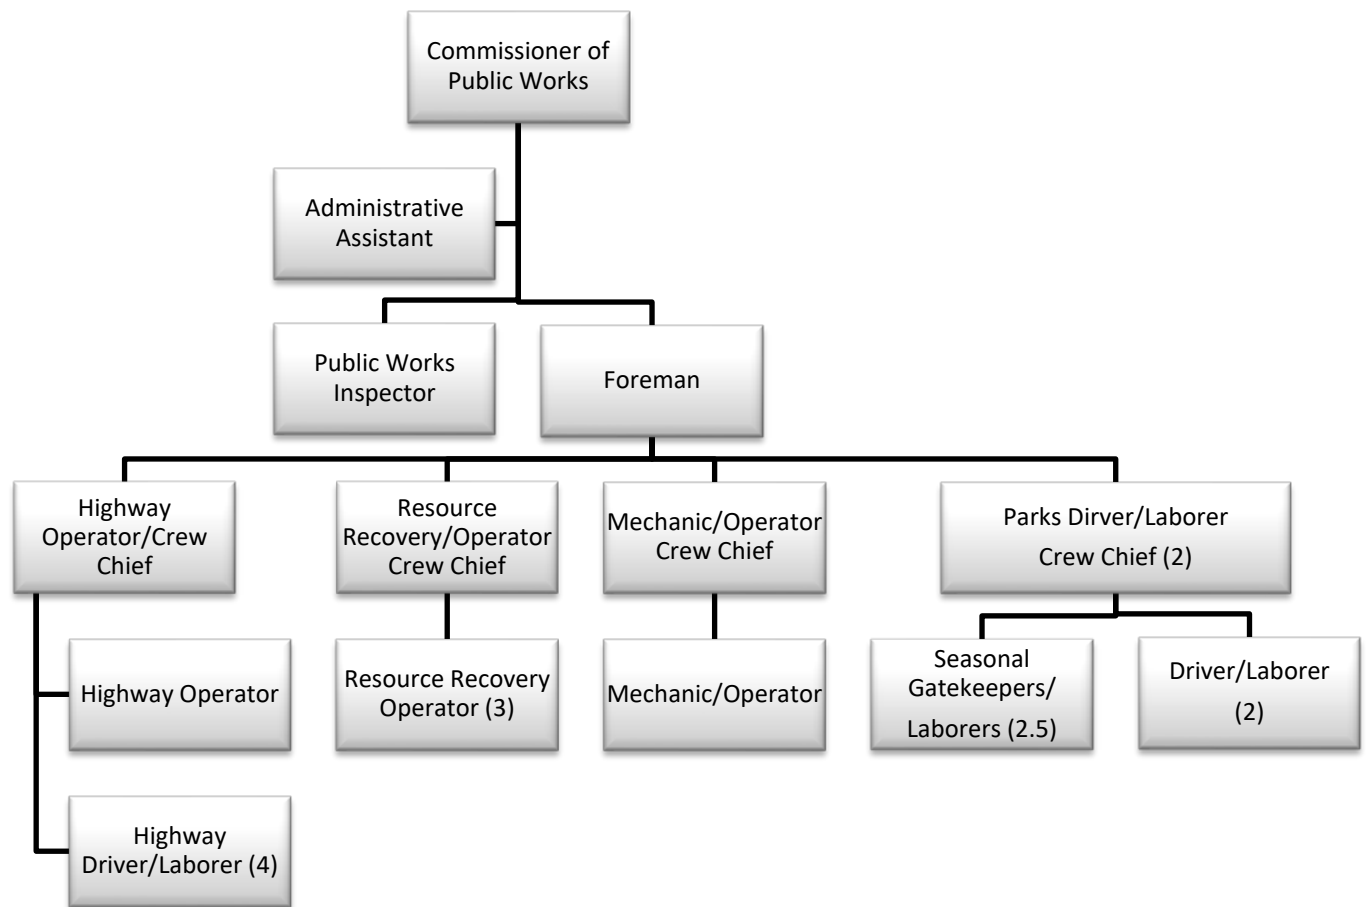 Commissioner of
Public Works
Administrative
Assistant
Public Works
Inspector
Foreman
Highway
Operator/Crew
Chief
Resource
Recovery/Operator
Crew Chief
Mechanic/Operator
Crew Chief
Parks Dirver/Laborer
Crew Chief (2)
Highway Operator
Resource Recovery
Operator (3)
Mechanic/Operator
Seasonal
Gatekeepers/
Laborers (2.5)
Driver/Laborer
(2)
Highway
Driver/Laborer (4)